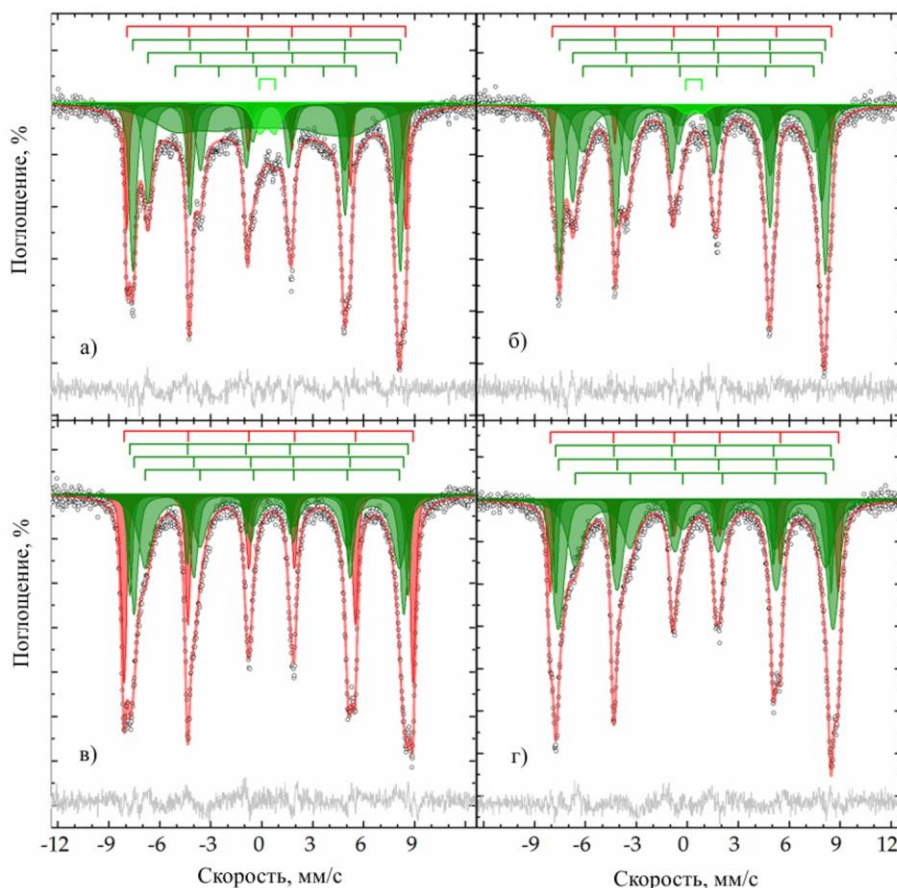 Поглощение, %
а)
б)
Поглощение, %
в)
г)
-12 -9 -6 -3 0 3 6 9
-9 -6 -3 0 3 6 9 12
Скорость, мм/с
Скорость, мм/с